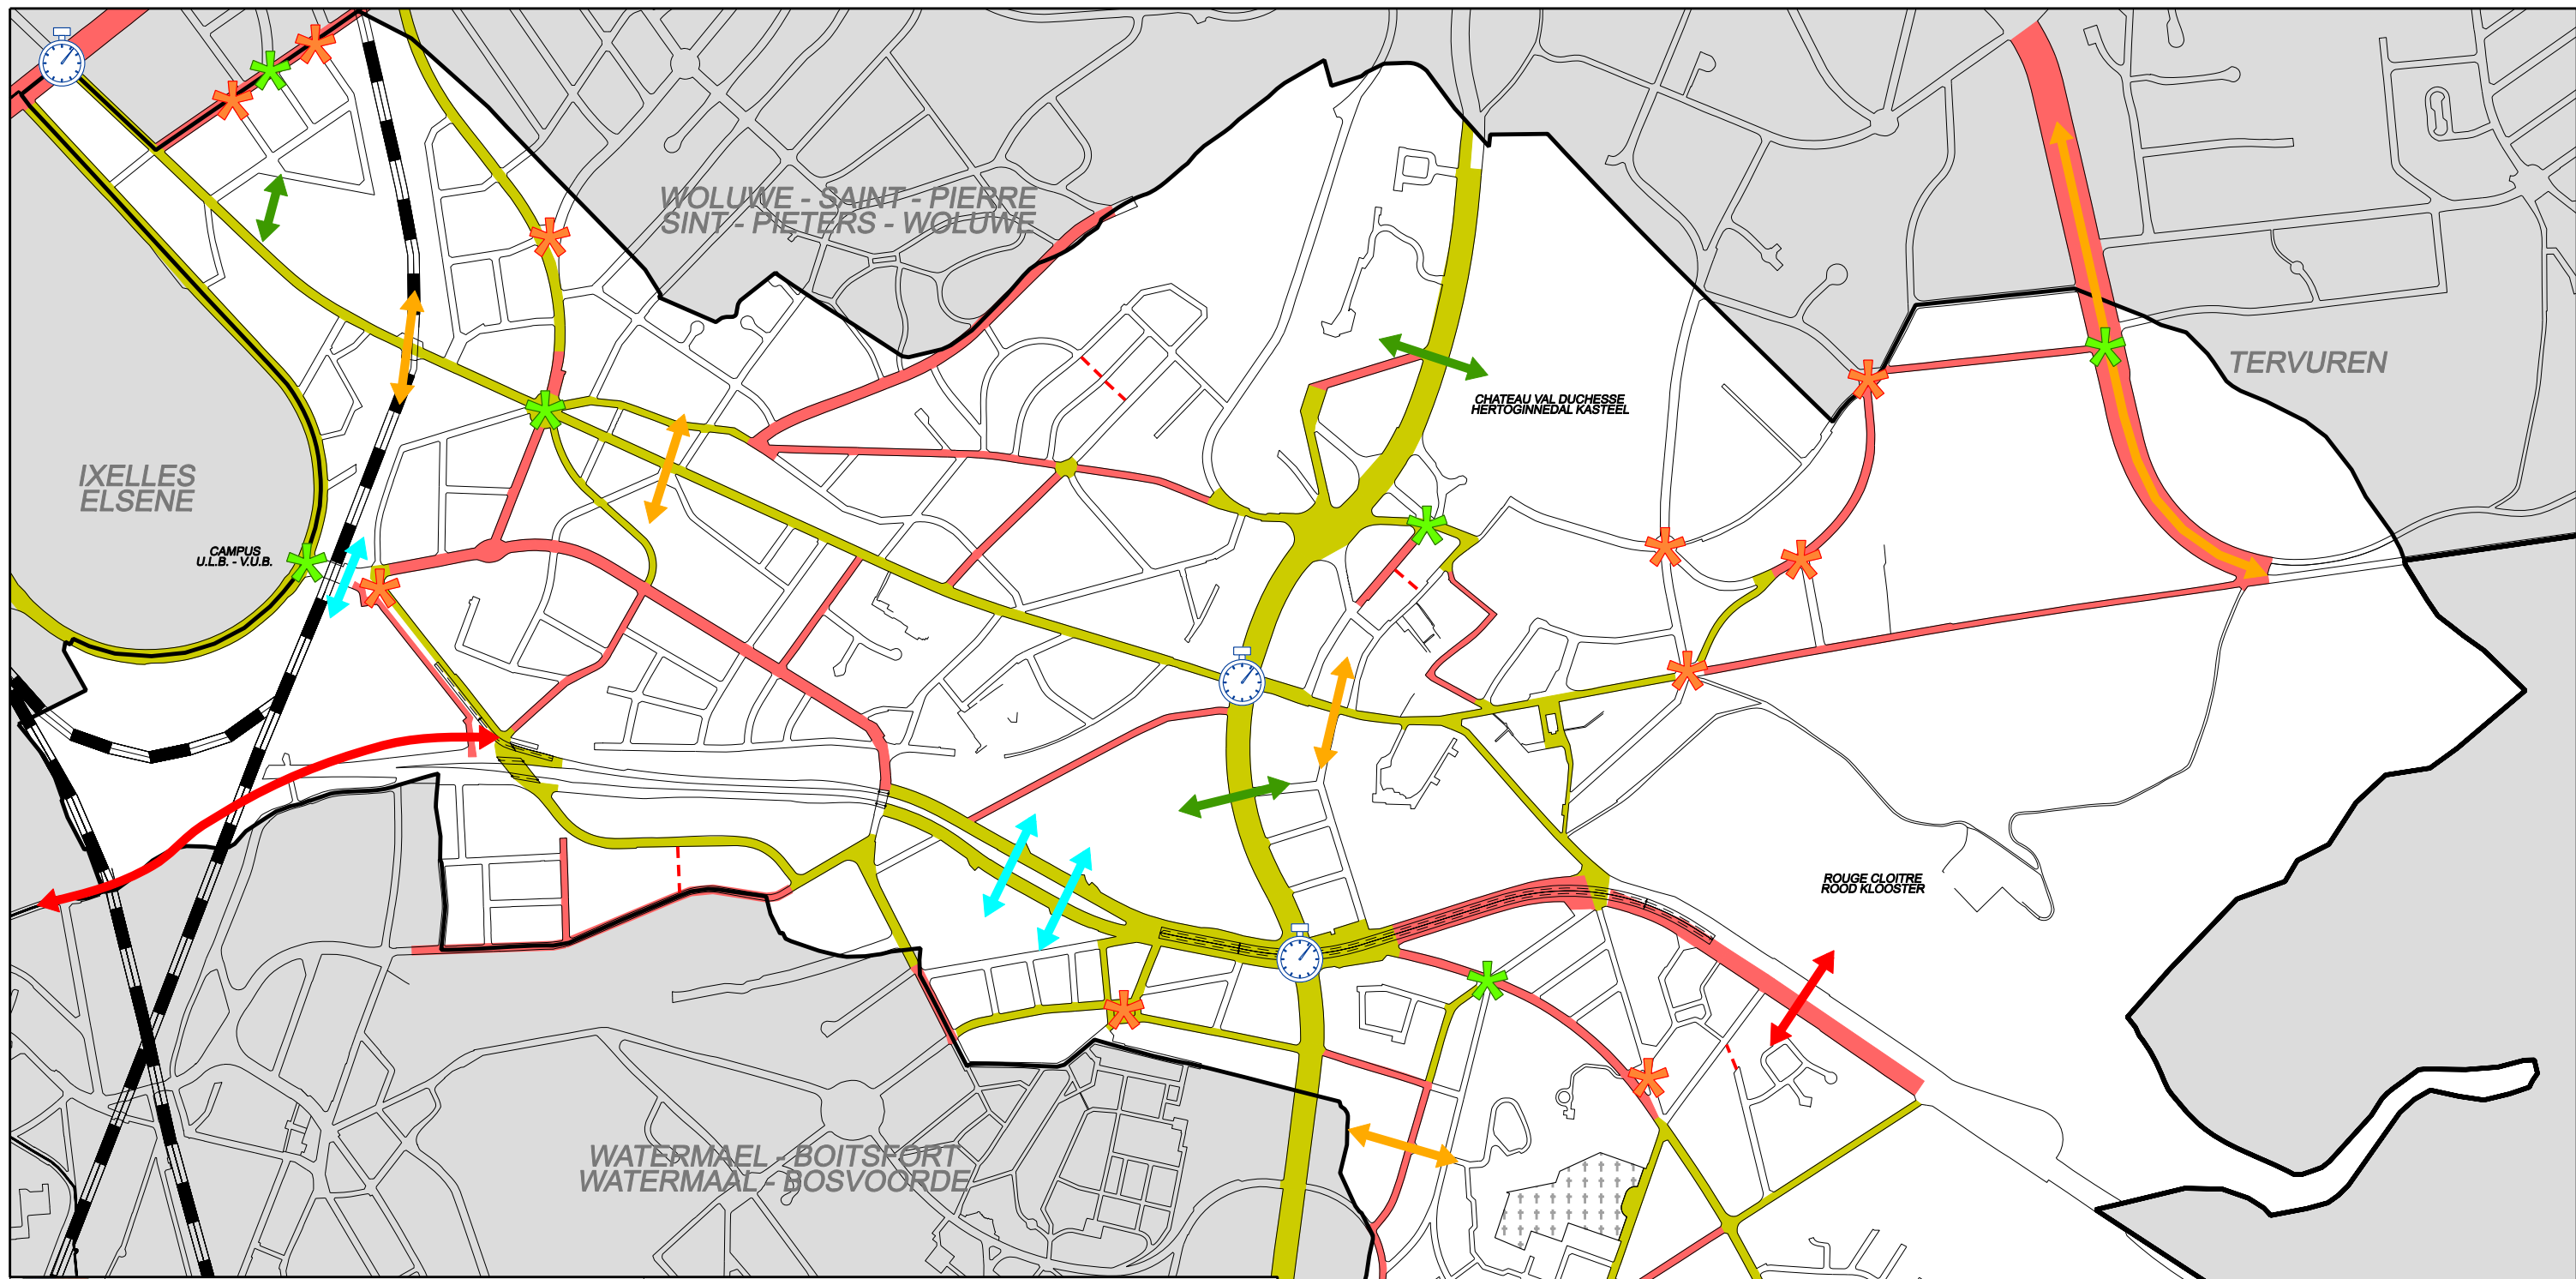 WOLUWE - SAINT - PIERRE
SINT - PIETERS - WOLUWE
TERVUREN
CHATEAU VAL DUCHESSE
HERTOGINNEDAL KASTEEL
IXELLES
ELSENE
CAMPUS
U.L.B. - V.U.B.
ROUGE CLOITRE
ROOD KLOOSTER
WATERMAEL - BOITSFORT
WATERMAAL - BOSVOORDE